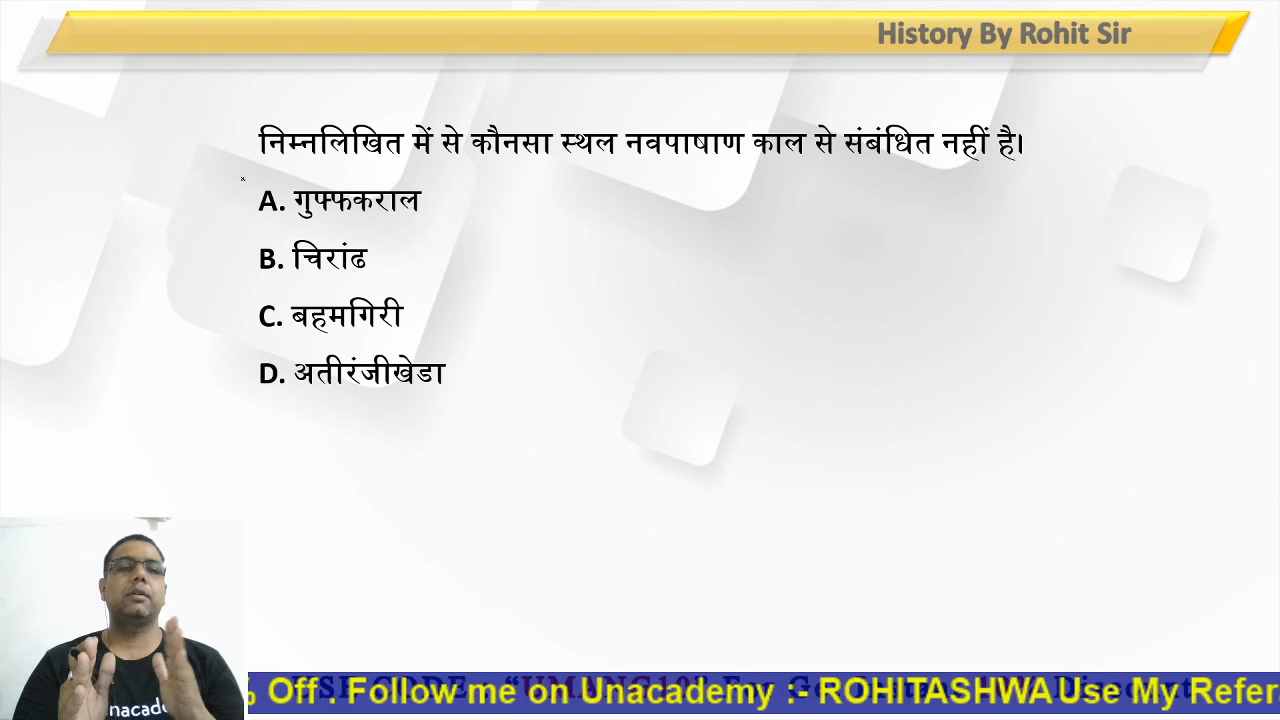 History By Rohit Sir
निम्नलिखित में से कौनसा स्थल नवपाषाण काल से संबंधित नहीं है।
A. गुफ्फकराल
B. चिरांढ
C. बहमगिरी
D. अतीरंजीखेडा
% Off . Follow me on Unacademy :- ROHITASHWA Use My Refer